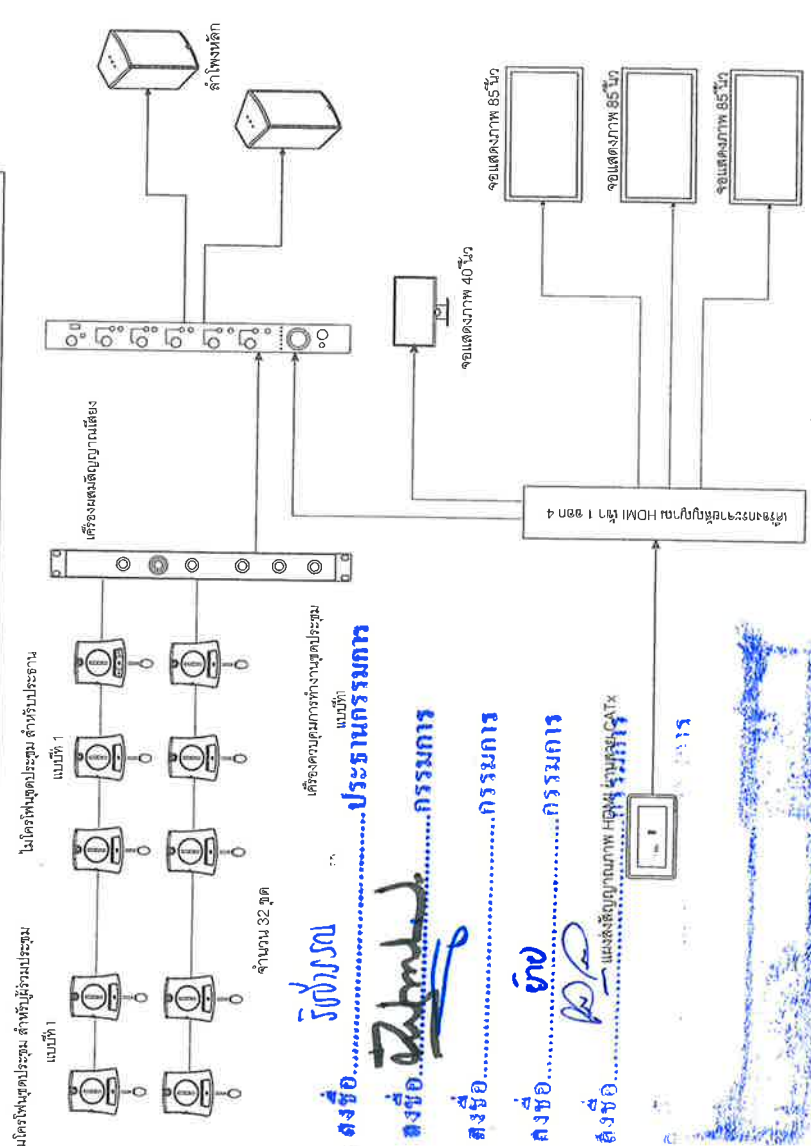 ลำโพงหลัก
เครื่องผสมสัญญาณเสียง
ไมโครโฟนชุดประชุม สำหรับประธาน
แบบที่ 1
มโครโฟนชุดประชุม สำหรับผู้ร่วมประชุม
แบบที่ 1
จำนวน 32 ชุด
เครื่องควบคุมการทำงานชุดประชุม
แบบที่1
จอแสดงภาพ 40 นิ้ว
จอแสดงภาพ 85 นิ้ว
จอแสดงภาพ 85 นิ้ว
จอแสดงภาพ 85 นิ้ว
เครื่องกระจายสัญญาณ HDMI เข้า 1 ออก 4
แผงส่งสัญญาณภาพ HDMI ผ่านสาย CATx
ลงชื่อ....................ประธานกรรมการ
ลงชื่อ....................กรรมการ
ลงชื่อ....................กรรมการ
ลงชื่อ....................กรรมการ
ลงชื่อ....................กรรมการ